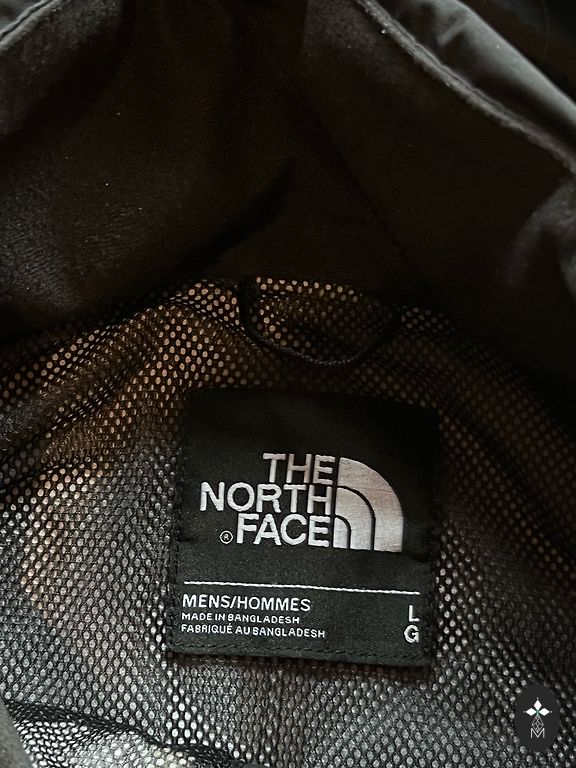 THE
NORTH
® FACE
MENS/HOMMES L
MADE IN BANGLADESH
FABRIQUÉ AU BANGLADESH G
M